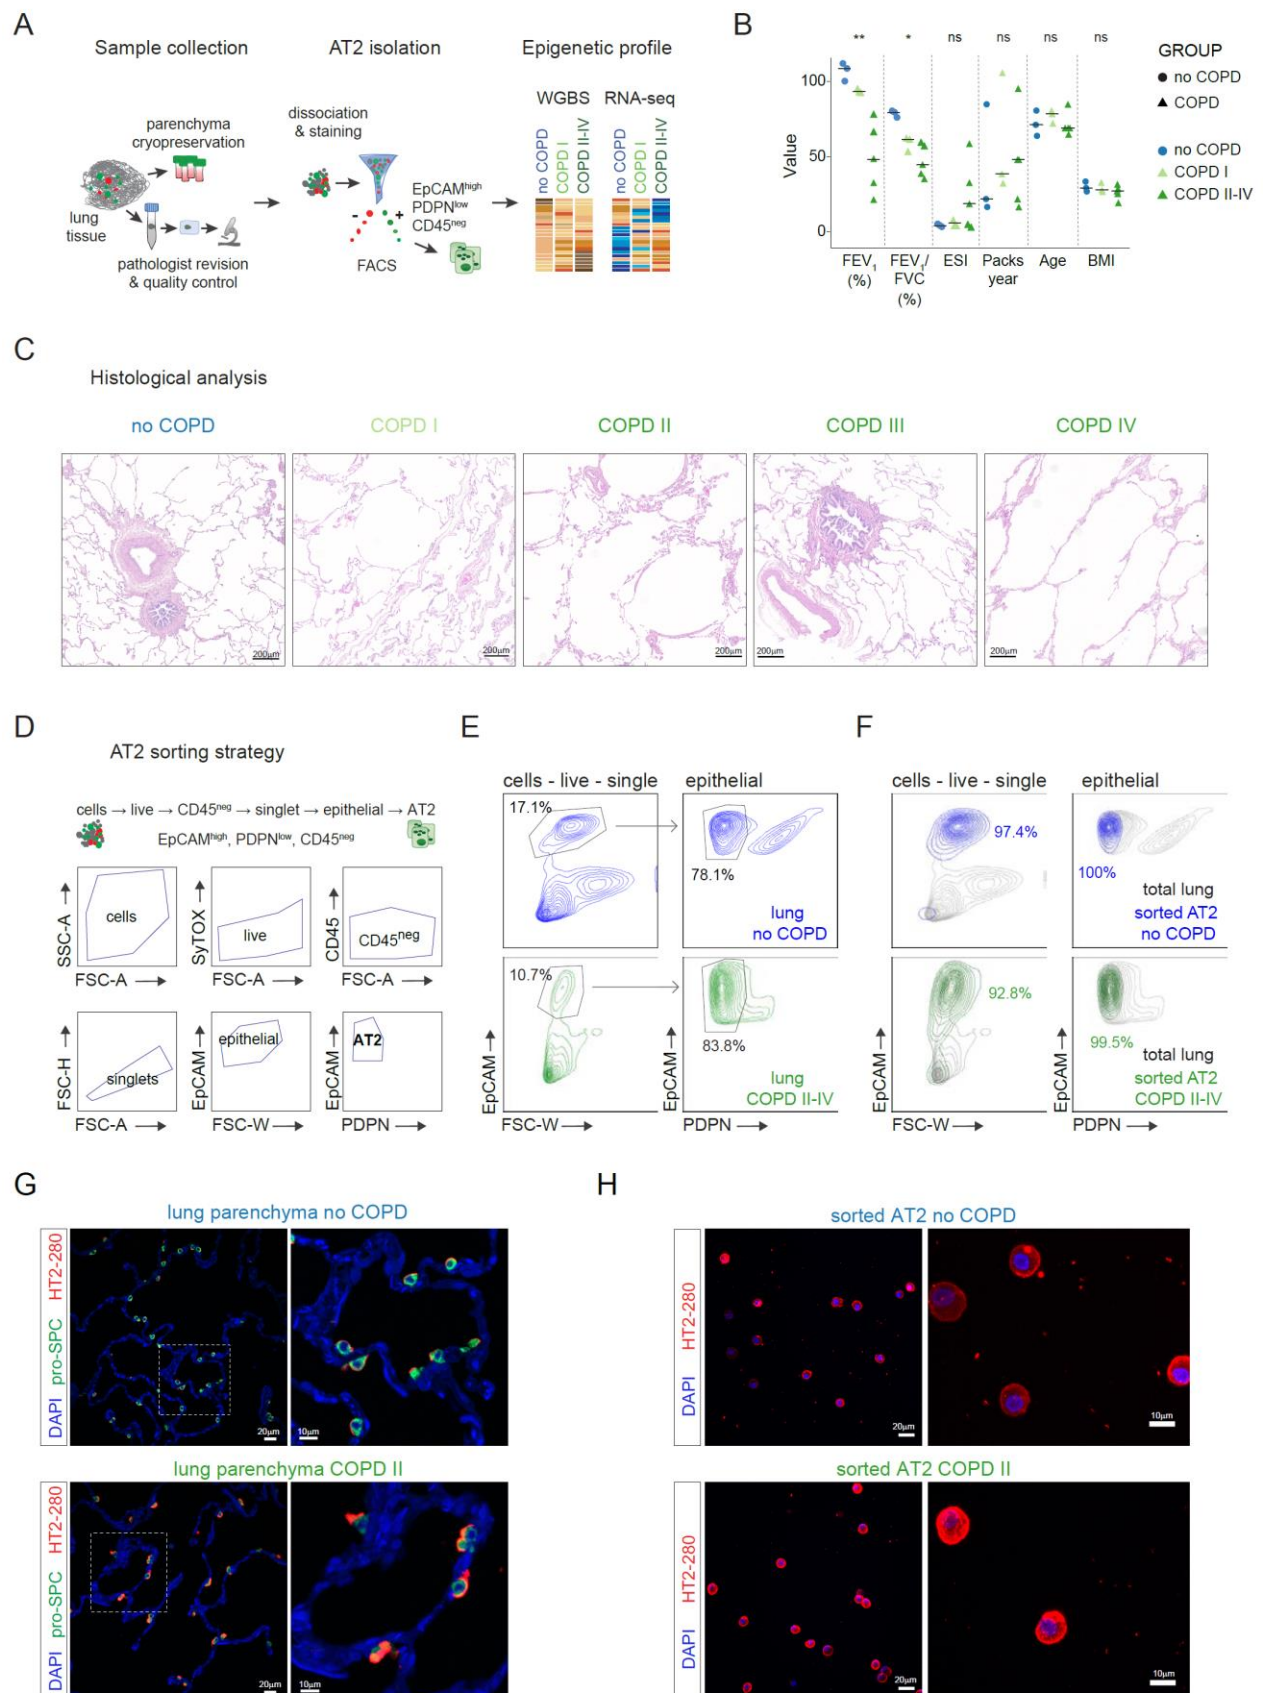 A
Sample collection
AT2 isolation
Epigenetic profile
parenchyma
cryopreservation
lung
tissue
pathologist revision
& quality control
dissociation
& staining
-
+
EpCAMhigh
PDPNlow
CD45neg
FACS
WGBS
RNA-seq
no COPD
COPD I
COPD II-IV
no COPD
COPD I
COPD II-IV
B
**
*
ns
ns
ns
ns
Value
100
50
0
FEV1
(%)
FEV1/
FVC
(%)
ESI
Packs
year
Age
BMI
GROUP
no COPD
COPD
no COPD
COPD I
COPD II-IV
C
Histological analysis
no COPD
COPD I
COPD II
COPD III
COPD IV
200µm
200µm
200µm
200µm
200µm
D
AT2 sorting strategy
cells → live → CD45neg → singlet → epithelial → AT2
EpCAMhigh, PDPNlow, CD45neg
SSC-A
cells
FSC-A
SyTOX
live
FSC-A
CD45
CD45neg
FSC-A
FSC-H
singlets
FSC-A
EpCAM
epithelial
FSC-W
EpCAM
AT2
PDPN
E
cells - live - single
epithelial
17.1%
78.1%
lung
no COPD
10.7%
83.8%
lung
COPD II-IV
EpCAM
FSC-W
EpCAM
PDPN
F
cells - live - single
epithelial
97.4%
100%
total lung
sorted AT2
no COPD
92.8%
99.5%
total lung
sorted AT2
COPD II-IV
EpCAM
FSC-W
EpCAM
PDPN
G
lung parenchyma no COPD
DAPI pro-SPC HT2-280
20µm
10µm
lung parenchyma COPD II
DAPI pro-SPC HT2-280
20µm
10µm
H
sorted AT2 no COPD
DAPI HT2-280
20µm
10µm
sorted AT2 COPD II
DAPI HT2-280
20µm
10µm